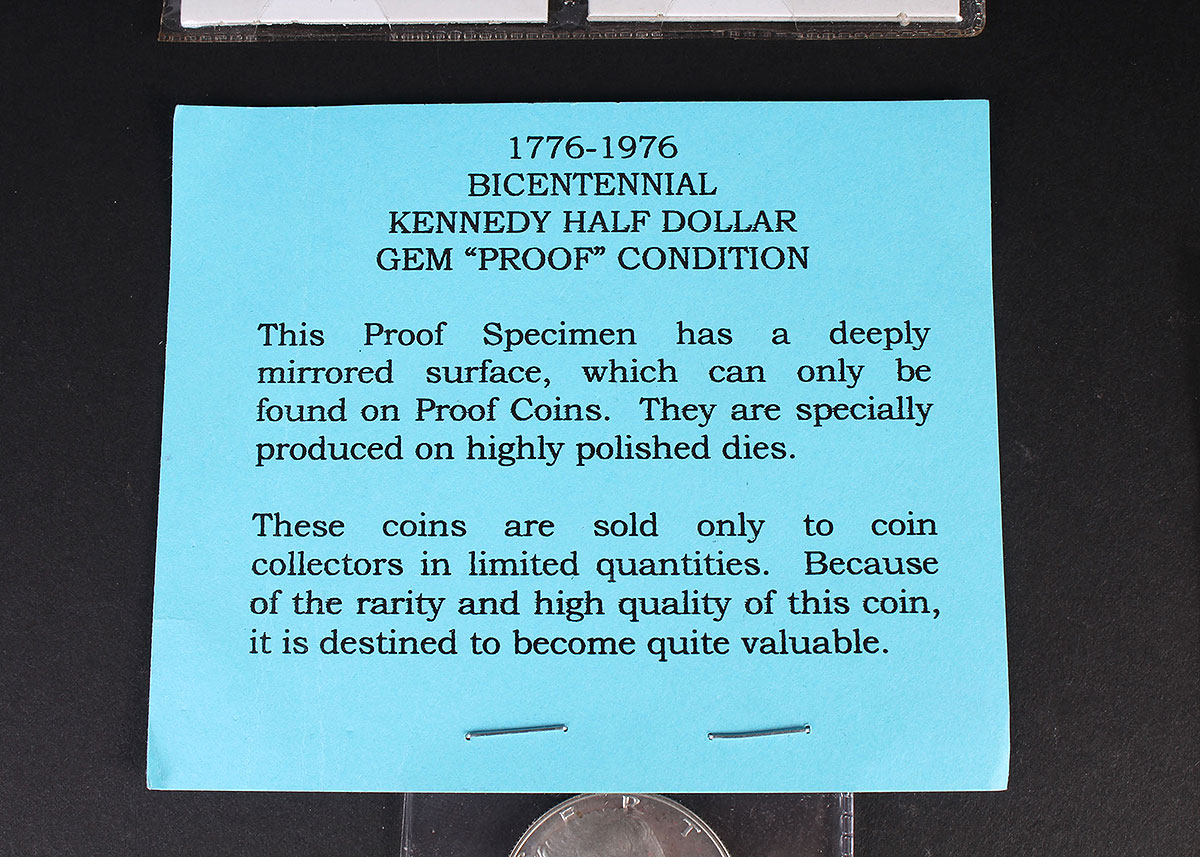 1776-1976
BICENTENNIAL
KENNEDY HALF DOLLAR
GEM “PROOF” CONDITION
This Proof Specimen has a deeply
mirrored surface, which can only be
found on Proof Coins. They are specially
produced on highly polished dies.
These coins are sold only to coin
collectors in limited quantities. Because
of the rarity and high quality of this coin,
it is destined to become quite valuable.
E P T